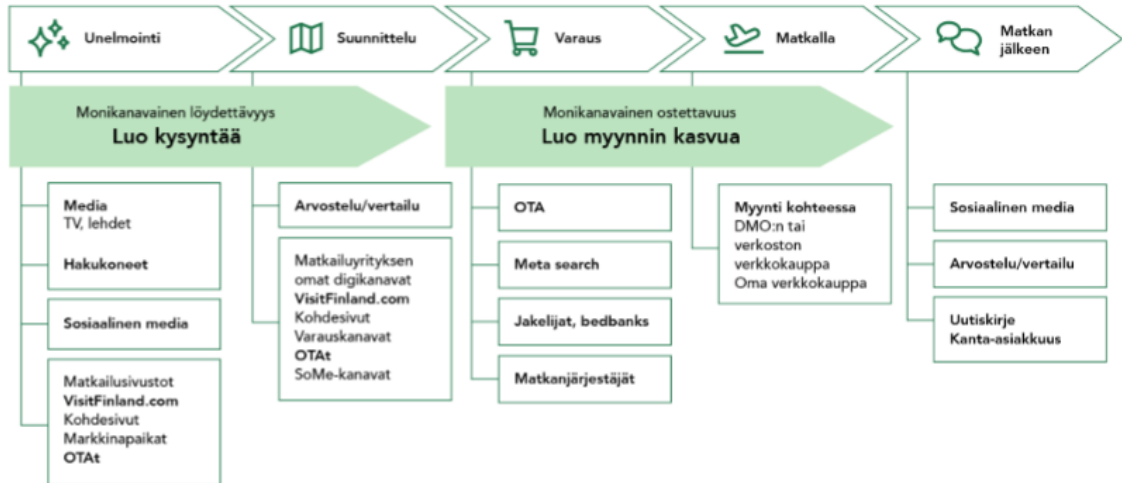 Unelmointi
Suunnittelu
Varaus
Matkalla
Matkan
jälkeen
Monikanavainen löydettävyys
Luo kysyntää
Monikanavainen ostettavuus
Luo myynnin kasvua
Media
TV, lehdet
Hakukoneet
Sosiaalinen media
Matkailusivustot
VisitFinland.com
Kohdesivut
Markkinapaikat
OTAt
Arvostelu/vertailu
Matkailuyrityksen
omat digikanavat
VisitFinland.com
Kohdesivut
Varauskanavat
OTAt
SoMe-kanavat
OTA
Meta search
Jakelijat, bedbanks
Matkanjärjestäjät
Myynti kohteessa
DMO:n tai
verkoston
verkkokauppa
Oma verkkokauppa
Sosiaalinen media
Arvostelu/vertailu
Uutiskirje
Kanta-asiakkuus